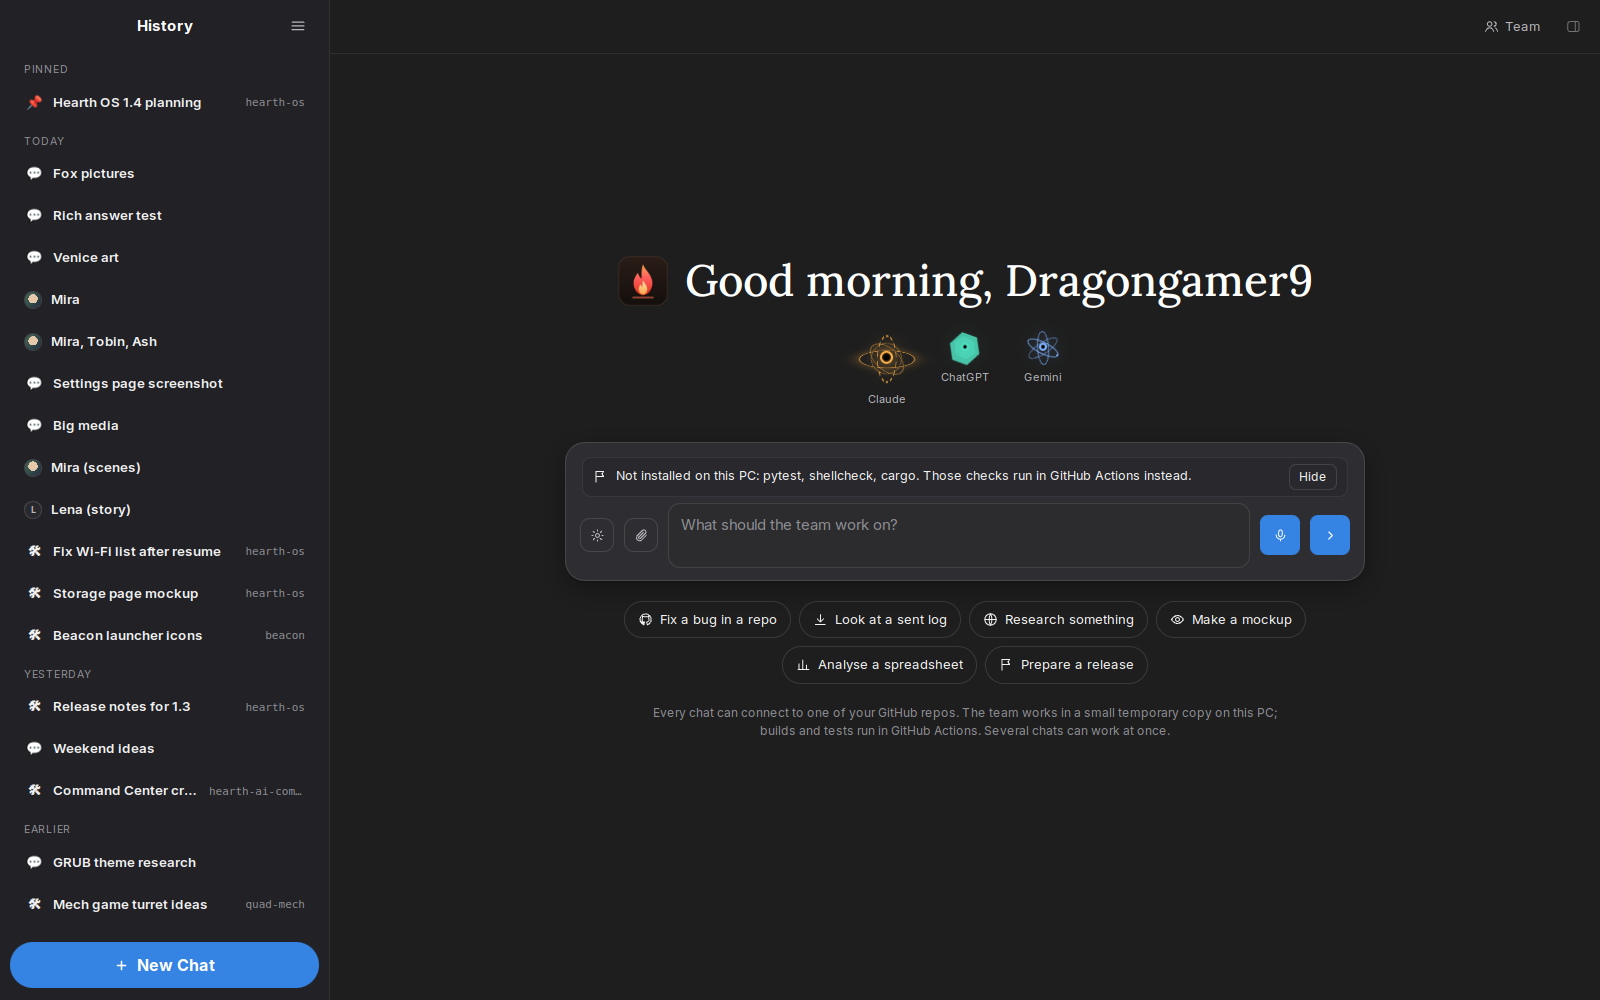 History
PINNED
Hearth OS 1.4 planning hearth-os
TODAY
Fox pictures
Rich answer test
Venice art
Mira
Mira, Tobin, Ash
Settings page screenshot
Big media
Mira (scenes)
L Lena (story)
Fix Wi-Fi list after resume hearth-os
Storage page mockup hearth-os
Beacon launcher icons beacon
YESTERDAY
Release notes for 1.3 hearth-os
Weekend ideas
Command Center cr... hearth-ai-com…
EARLIER
GRUB theme research
Mech game turret ideas quad-mech
+ New Chat
Team
Good morning, Dragongamer9
Claude
ChatGPT
Gemini
Not installed on this PC: pytest, shellcheck, cargo. Those checks run in GitHub Actions instead. Hide
What should the team work on?
Fix a bug in a repo
Look at a sent log
Research something
Make a mockup
Analyse a spreadsheet
Prepare a release
Every chat can connect to one of your GitHub repos. The team works in a small temporary copy on this PC;
builds and tests run in GitHub Actions. Several chats can work at once.